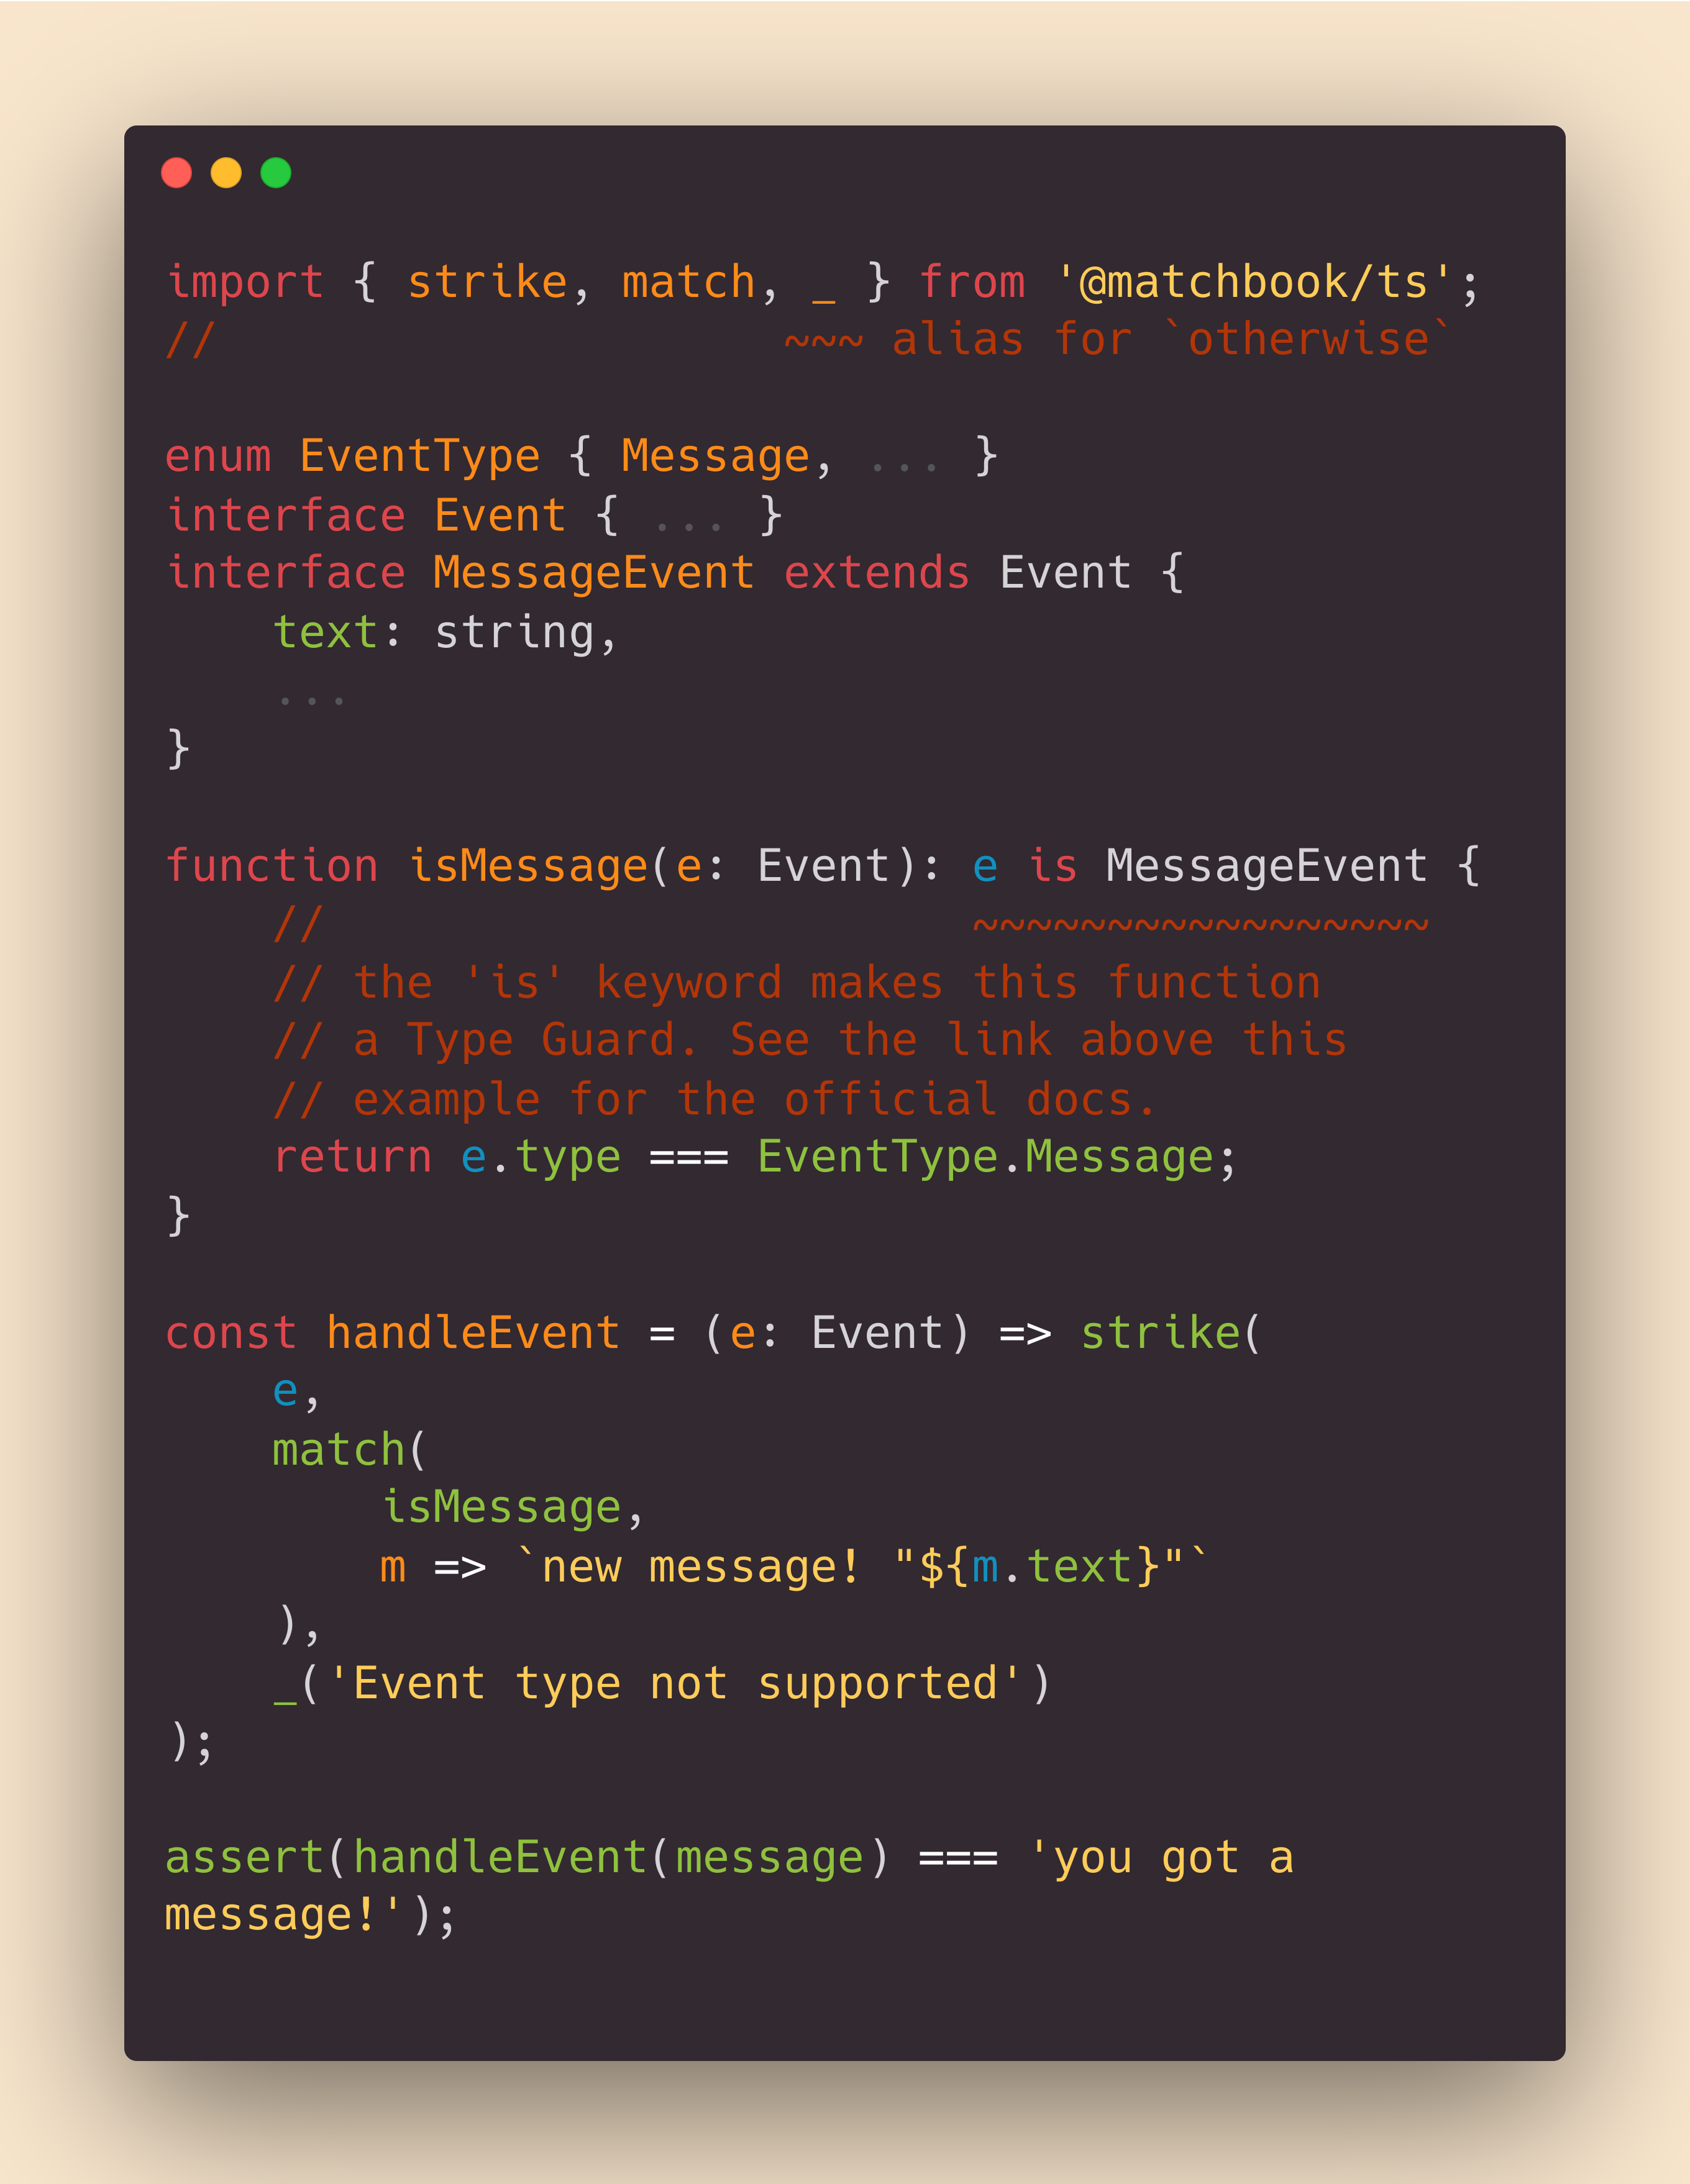 import { strike, match, _ } from '@matchbook/ts';
//                     ~~~ alias for `otherwise`
enum EventType { Message, ... }
interface Event { ... }
interface MessageEvent extends Event {
    text: string,
    ...
}
function isMessage(e: Event): e is MessageEvent {
    //                        ~~~~~~~~~~~~~~~~~
    // the 'is' keyword makes this function
    // a Type Guard. See the link above this
    // example for the official docs.
    return e.type === EventType.Message;
}
const handleEvent = (e: Event) => strike(
    e,
    match(
        isMessage,
        m => `new message! "${m.text}"`
    ),
    _('Event type not supported')
);
assert(handleEvent(message) === 'you got a
message!');